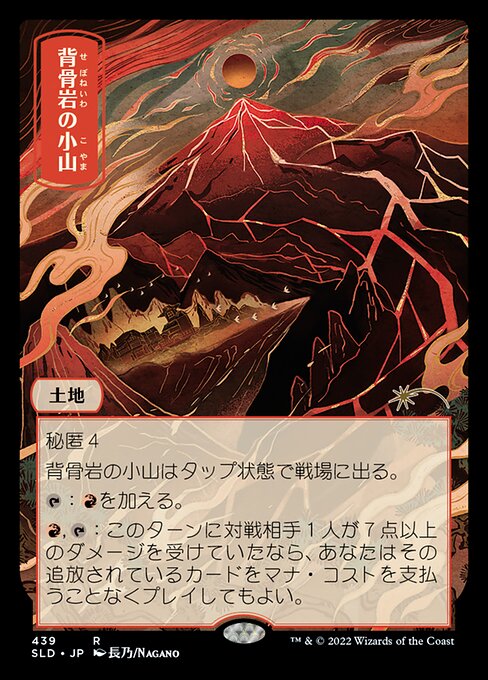 背骨岩の小山
せぼねいわ こやま
土地
秘匿４
背骨岩の小山はタップ状態で戦場に出る。
：を加える。
，：このターンに対戦相手１人が７点以上
のダメージを受けていたなら、あなたはその
追放されているカードをマナ・コストを支払
うことなくプレイしてもよい。
439 R
SLD・JP 長乃/NAGANO
™ & © 2022 Wizards of the Coast